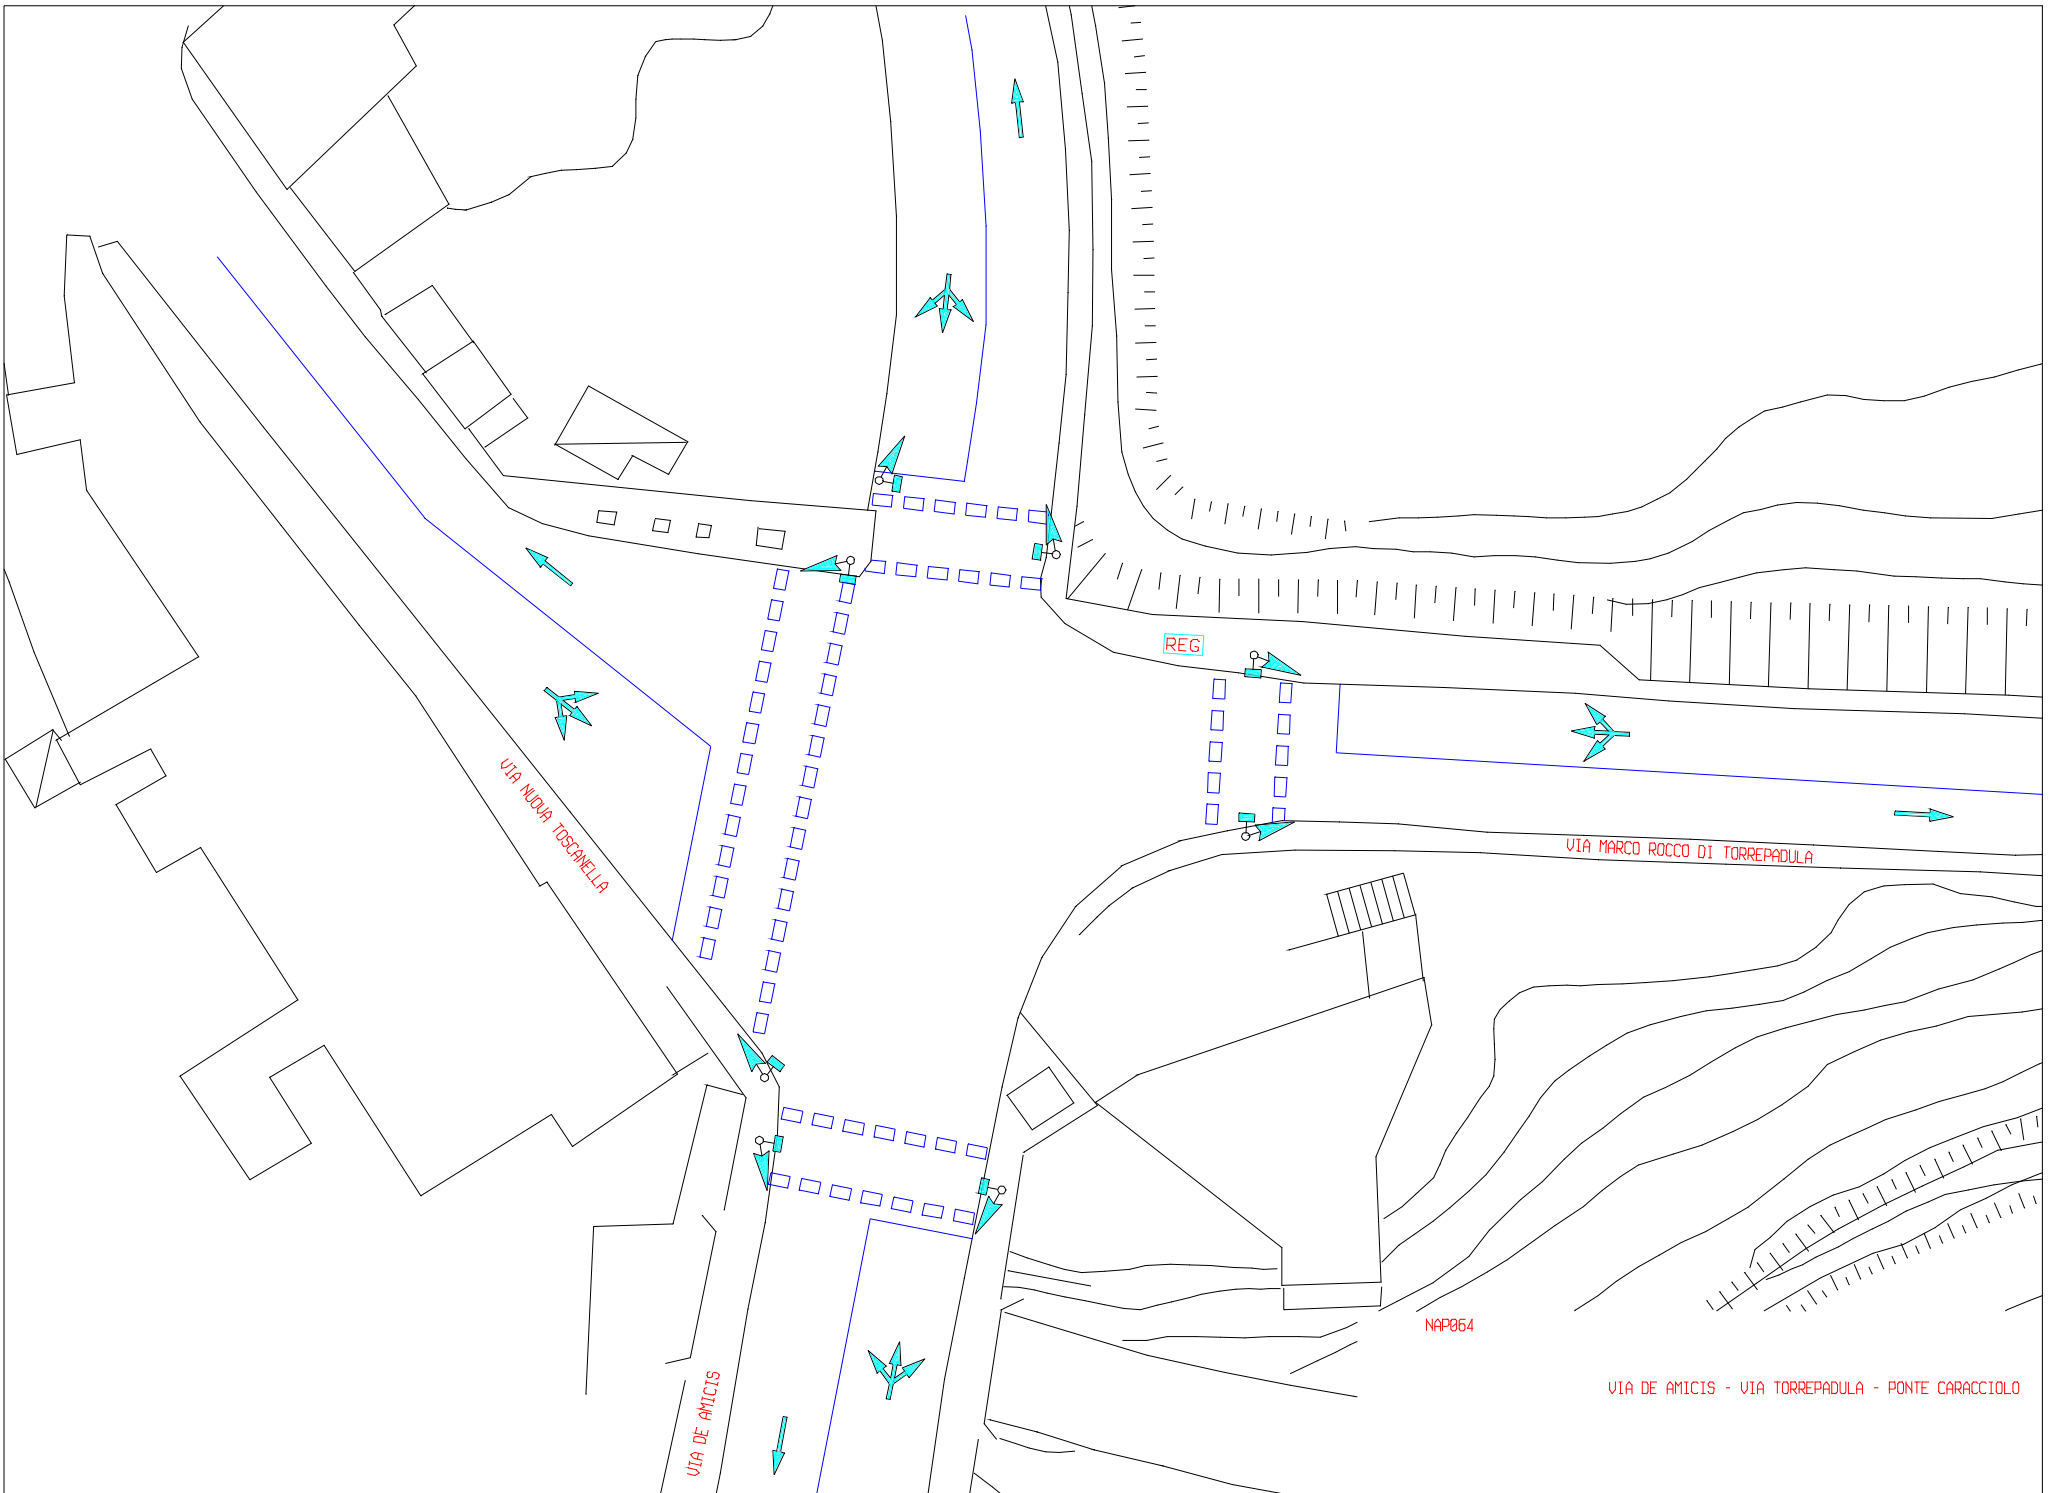 REG
VIA NUOVA TOSCANELLA
VIA MARCO ROCCO DI TORREPADULA
NAP064
VIA DE AMICIS - VIA TORREPADULA - PONTE CARACCIOLO
VIA DE AMICIS